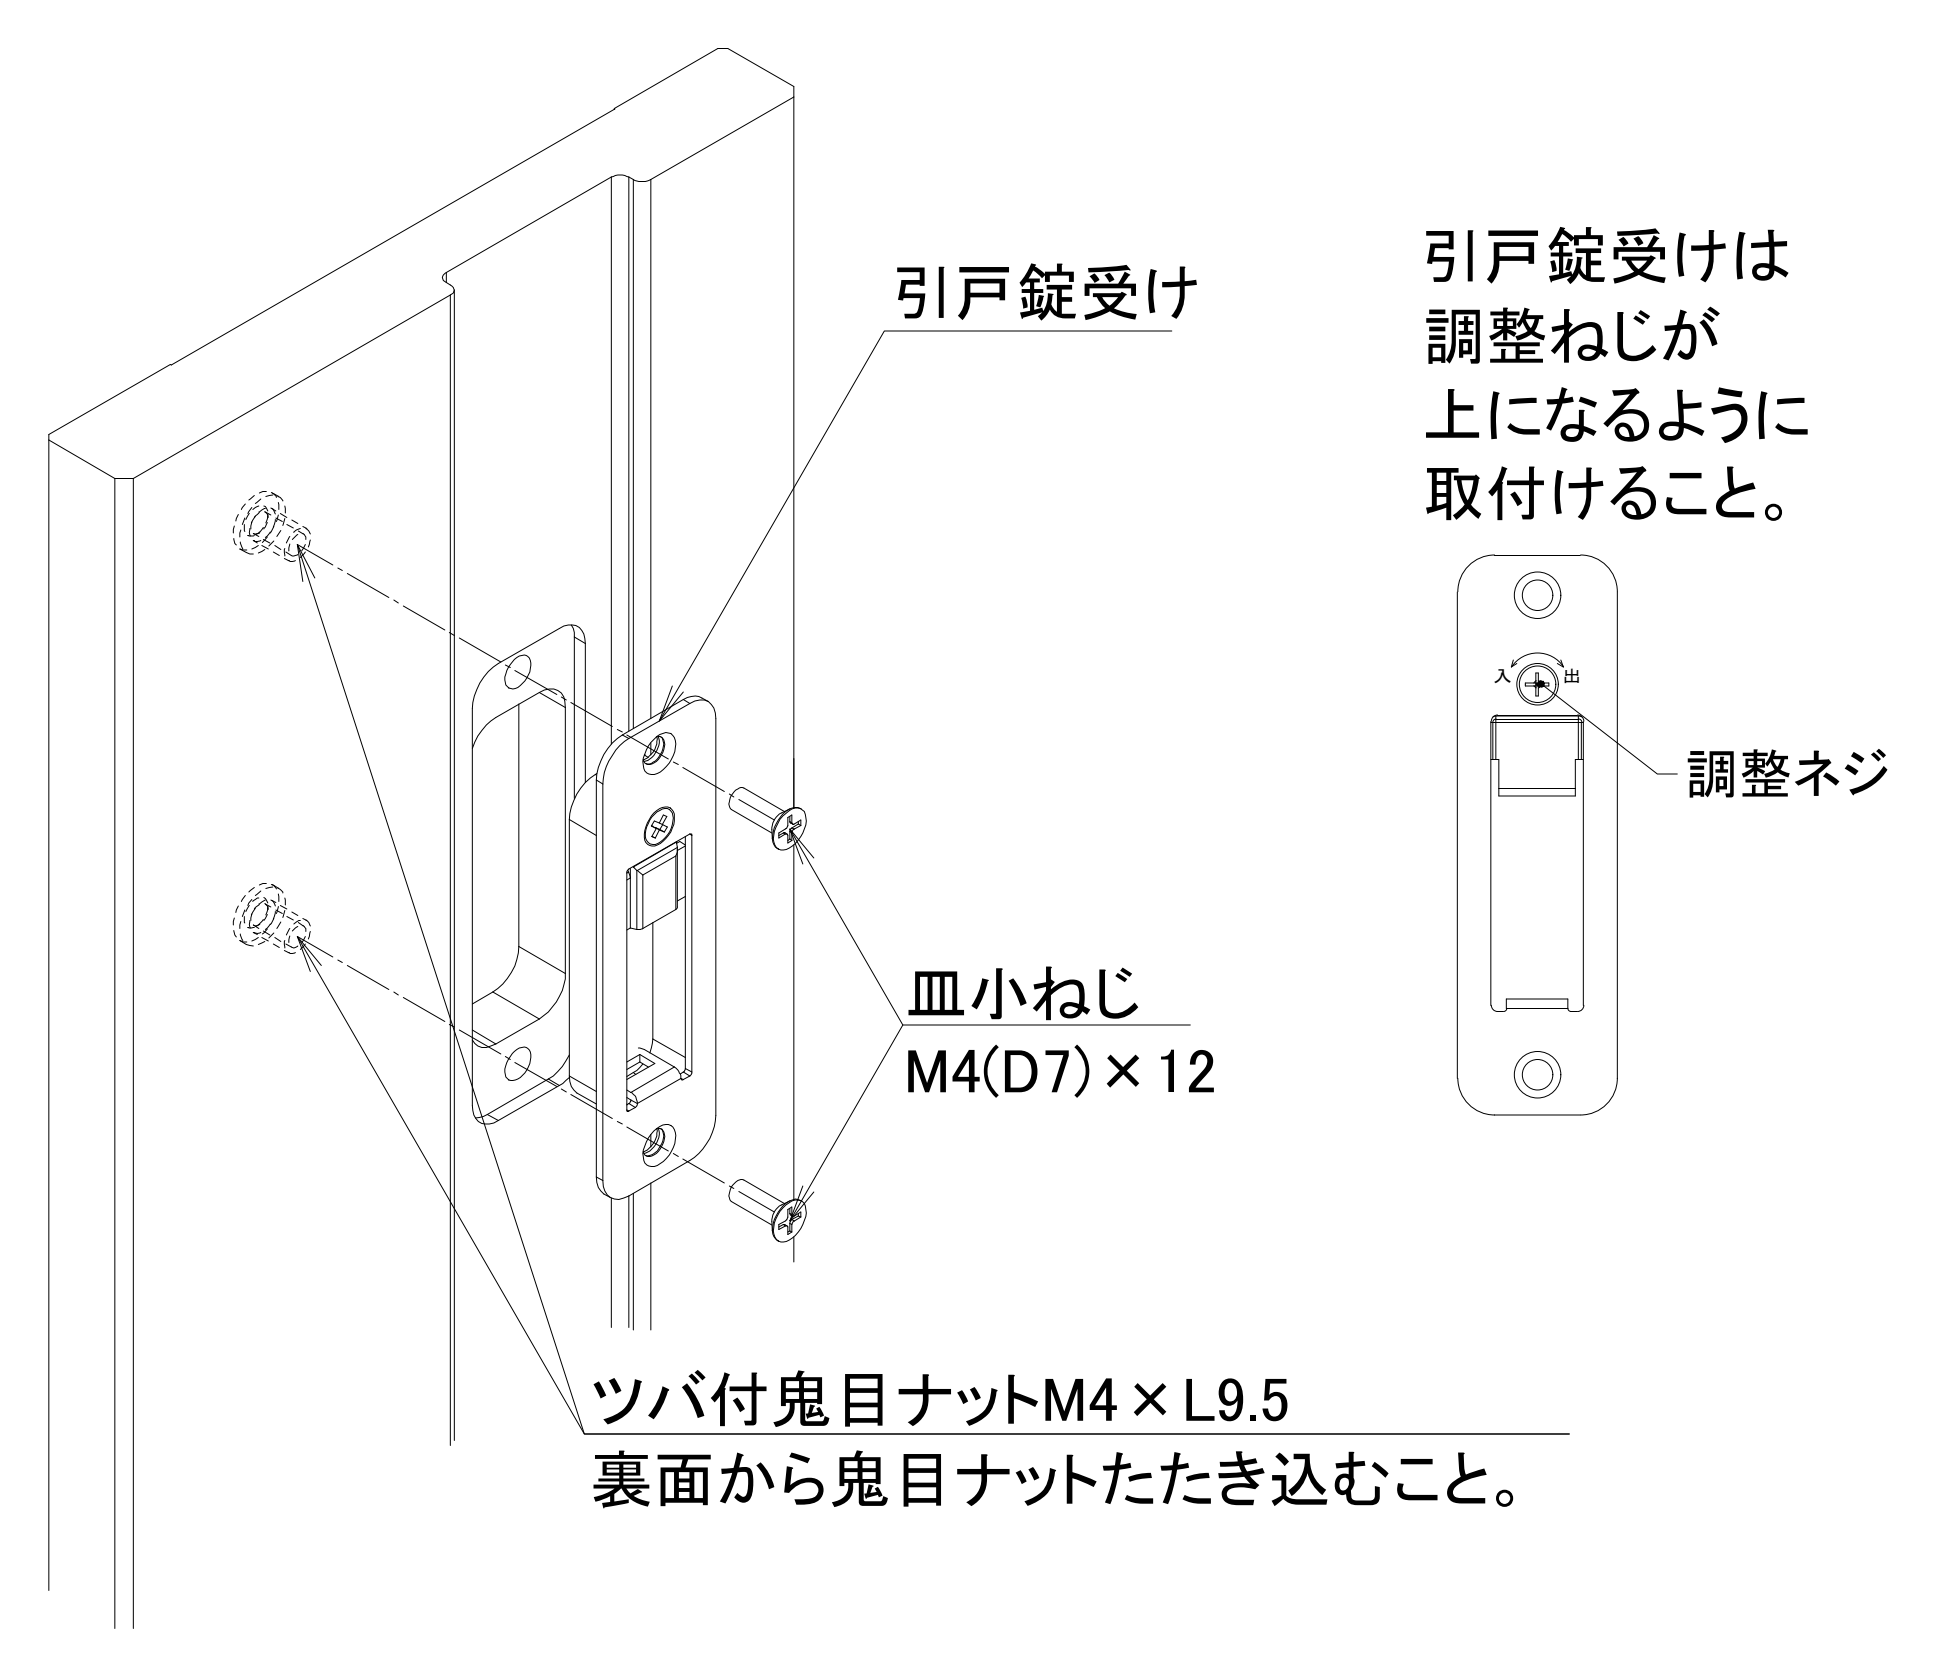 引戸錠受け
引戸錠受けは
調整ねじが
上になるように
取付けること。
入
出
調整ネジ
皿小ねじ
M4(D7)×12
ツバ付鬼目ナットM4×L9.5
裏面から鬼目ナットたたき込むこと。